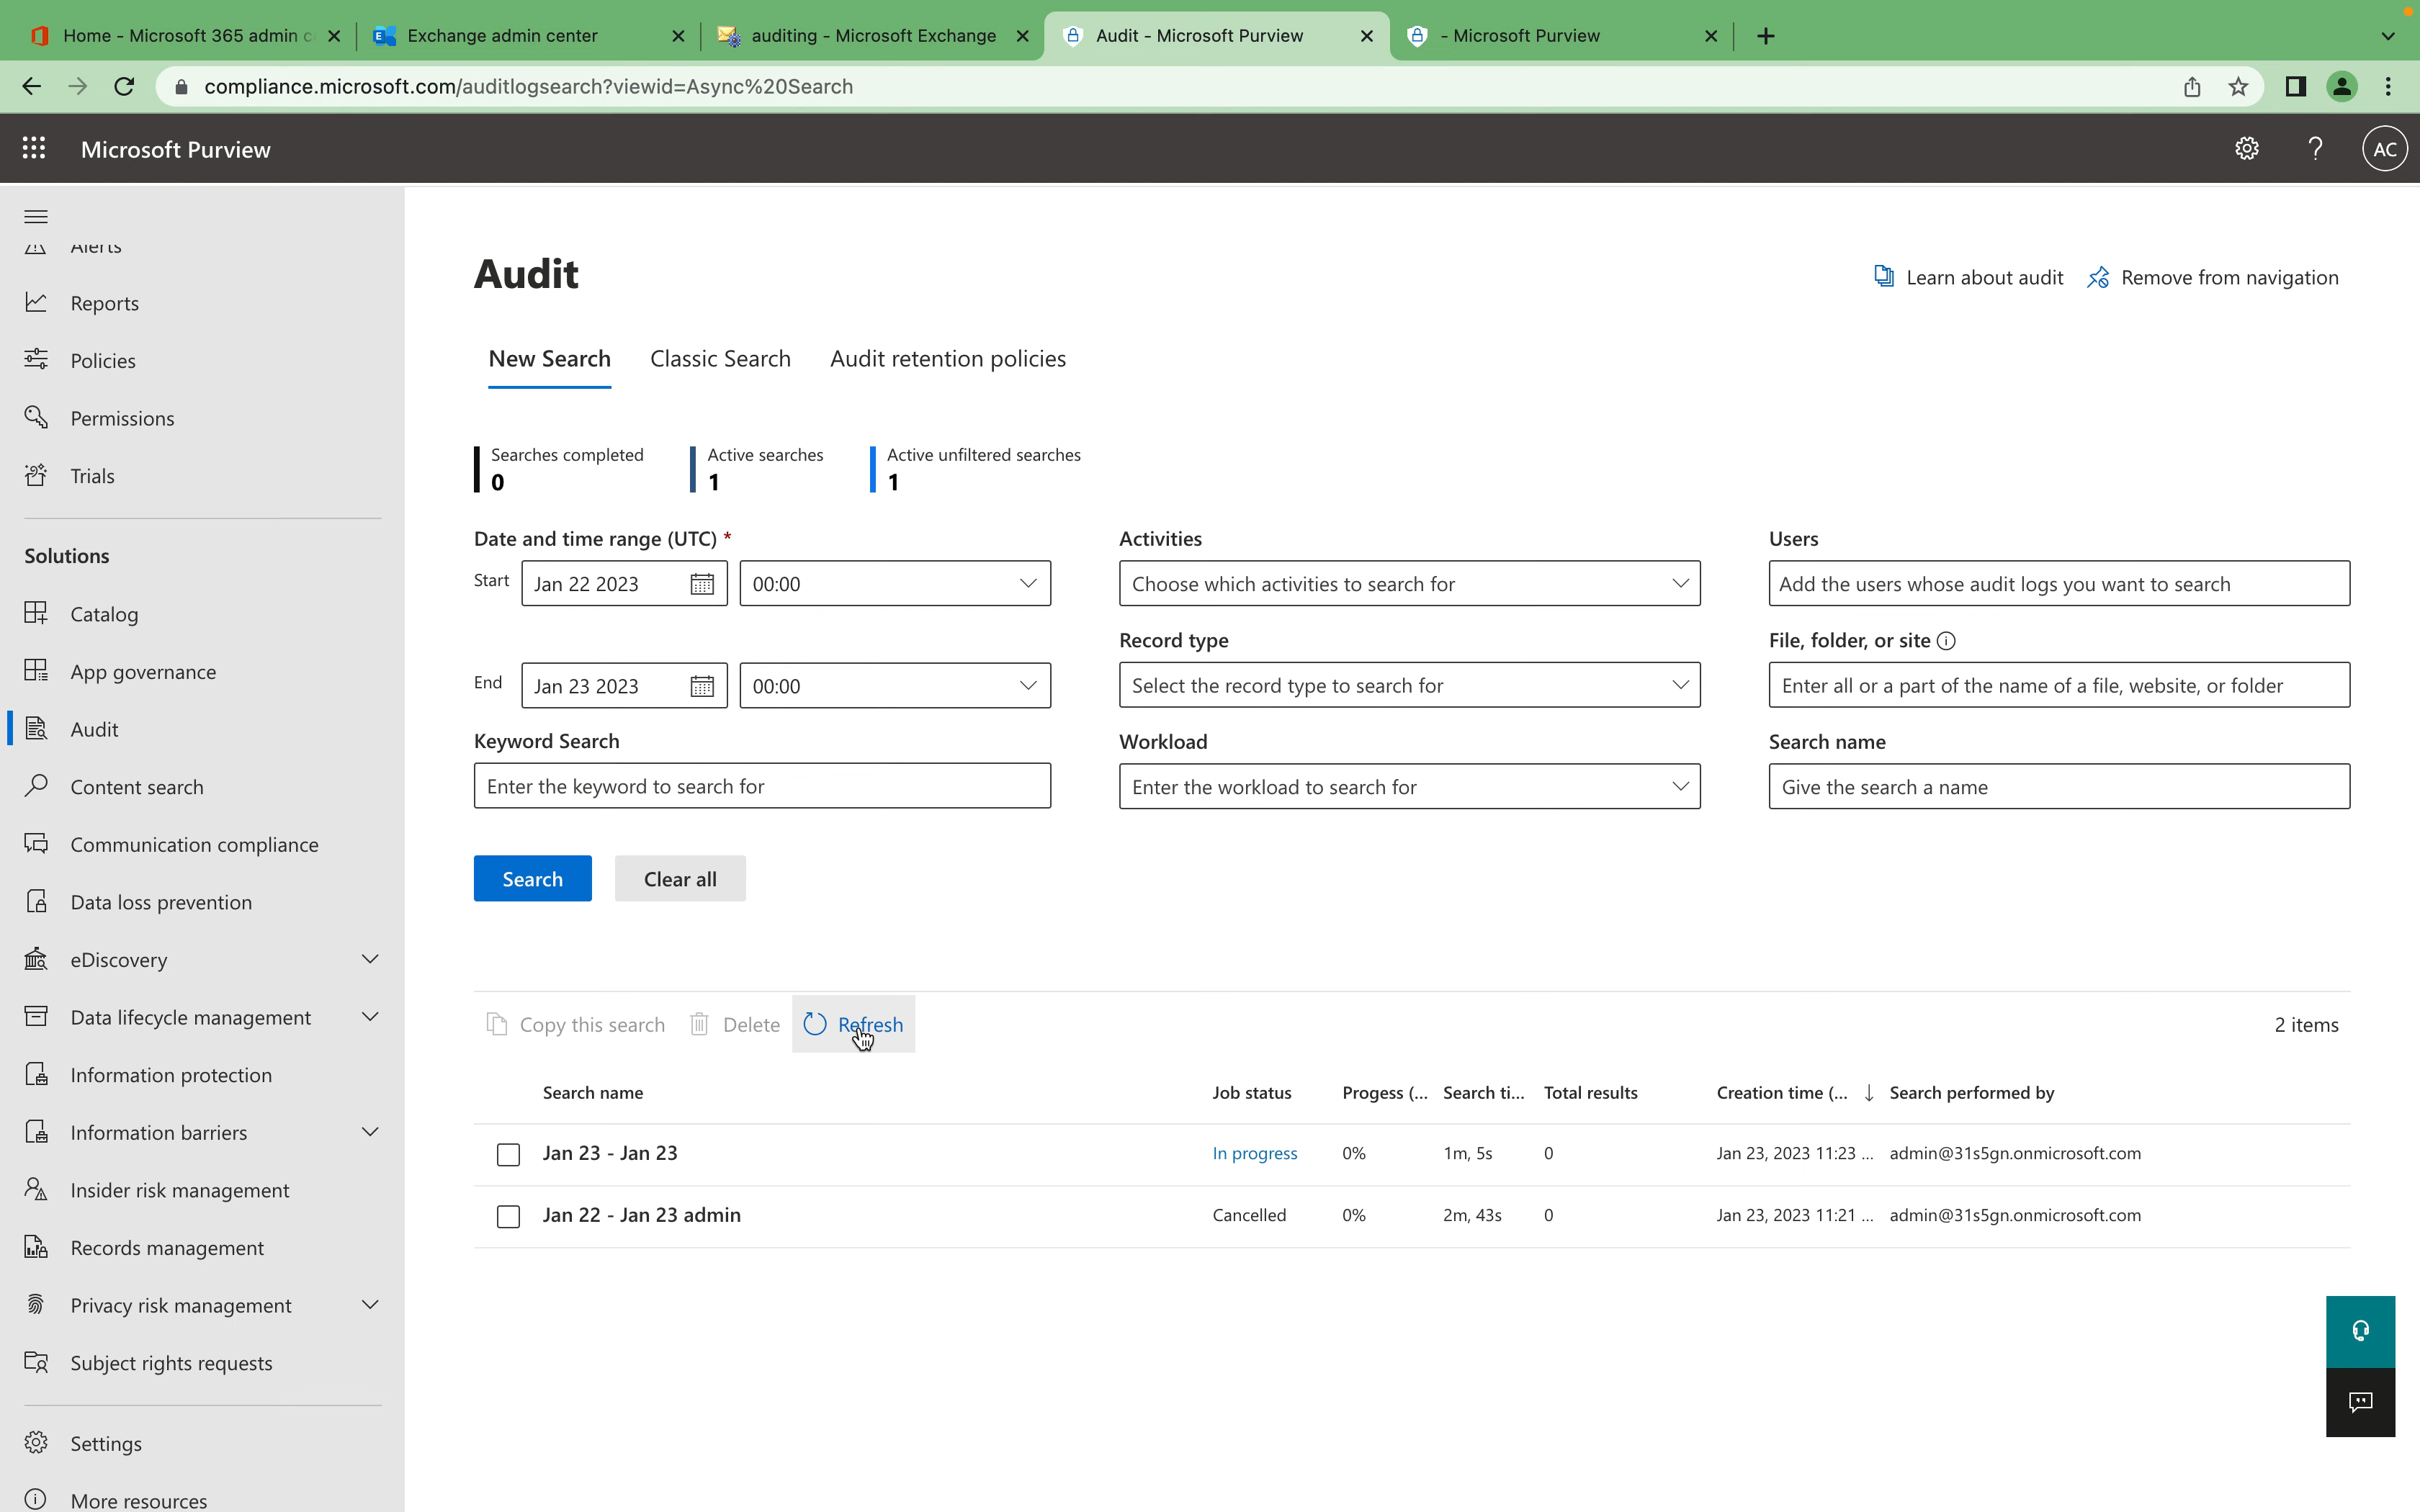 Home - Microsoft 365 admin c
Exchange admin center
auditing - Microsoft Exchange
Audit - Microsoft Purview
- Microsoft Purview
compliance.microsoft.com/auditlogsearch?viewid=Async%20Search
Microsoft Purview
AC
Alerts
Reports
Policies
Permissions
Trials
Solutions
Catalog
App governance
Audit
Content search
Communication compliance
Data loss prevention
eDiscovery
Data lifecycle management
Information protection
Information barriers
Insider risk management
Records management
Privacy risk management
Subject rights requests
Settings
More resources
Audit
Learn about audit
Remove from navigation
New Search Classic Search Audit retention policies
Searches completed
0
Active searches
1
Active unfiltered searches
1
Date and time range (UTC) *
Start Jan 22 2023 00:00
End Jan 23 2023 00:00
Keyword Search
Enter the keyword to search for
Activities
Choose which activities to search for
Record type
Select the record type to search for
Workload
Enter the workload to search for
Users
Add the users whose audit logs you want to search
File, folder, or site
Enter all or a part of the name of a file, website, or folder
Search name
Give the search a name
Search Clear all
Copy this search Delete Refresh 2 items
Search name Job status Progess (... Search ti... Total results Creation time (... Search performed by
Jan 23 - Jan 23 In progress 0% 1m, 5s 0 Jan 23, 2023 11:23 ... admin@31s5gn.onmicrosoft.com
Jan 22 - Jan 23 admin Cancelled 0% 2m, 43s 0 Jan 23, 2023 11:21 ... admin@31s5gn.onmicrosoft.com